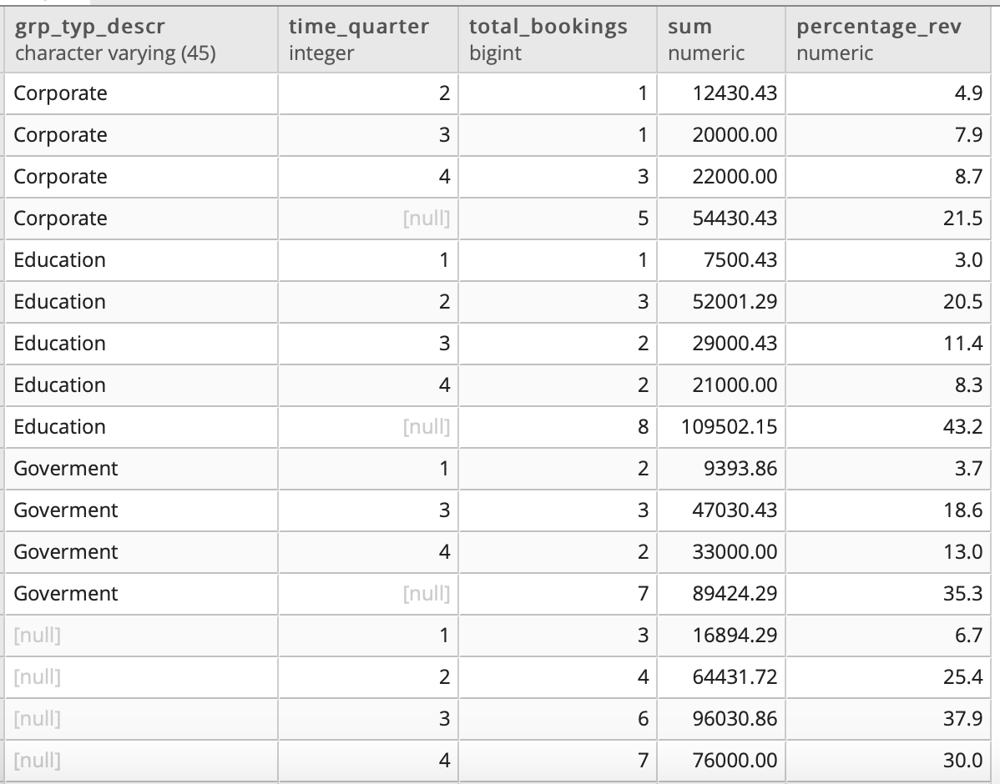 grp_typ_descr time_quarter total_bookings sum percentage_rev
character varying (45) integer bigint numeric numeric
Corporate 2 1 12430.43 4.9
Corporate 3 1 20000.00 7.9
Corporate 4 3 22000.00 8.7
Corporate [null] 5 54430.43 21.5
Education 1 1 7500.43 3.0
Education 2 3 52001.29 20.5
Education 3 2 29000.43 11.4
Education 4 2 21000.00 8.3
Education [null] 8 109502.15 43.2
Goverment 1 2 9393.86 3.7
Goverment 3 3 47030.43 18.6
Goverment 4 2 33000.00 13.0
Goverment [null] 7 89424.29 35.3
[null] 1 3 16894.29 6.7
[null] 2 4 64431.72 25.4
[null] 3 6 96030.86 37.9
[null] 4 7 76000.00 30.0